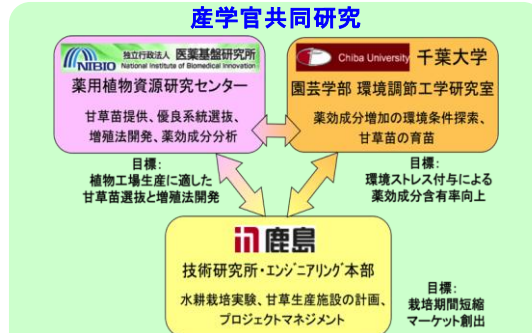 産学官共同研究
NIBIO
独立行政法人 医薬基盤研究所
National Institute of Biomedical Innovation
薬用植物資源研究センター
甘草苗提供、優良系統選抜、
増殖法開発、薬効成分分析
Chiba University 千葉大学
園芸学部 環境調節工学研究室
薬効成分増加の環境条件探索、
甘草苗の育苗
目標：
植物工場生産に適した
甘草苗選抜と増殖法開発
目標：
環境ストレス付与による
薬効成分含有率向上
鹿島
技術研究所・エンジニアリング本部
水耕栽培実験、甘草生産施設の計画、
プロジェクトマネジメント
目標：
栽培期間短縮
マーケット創出